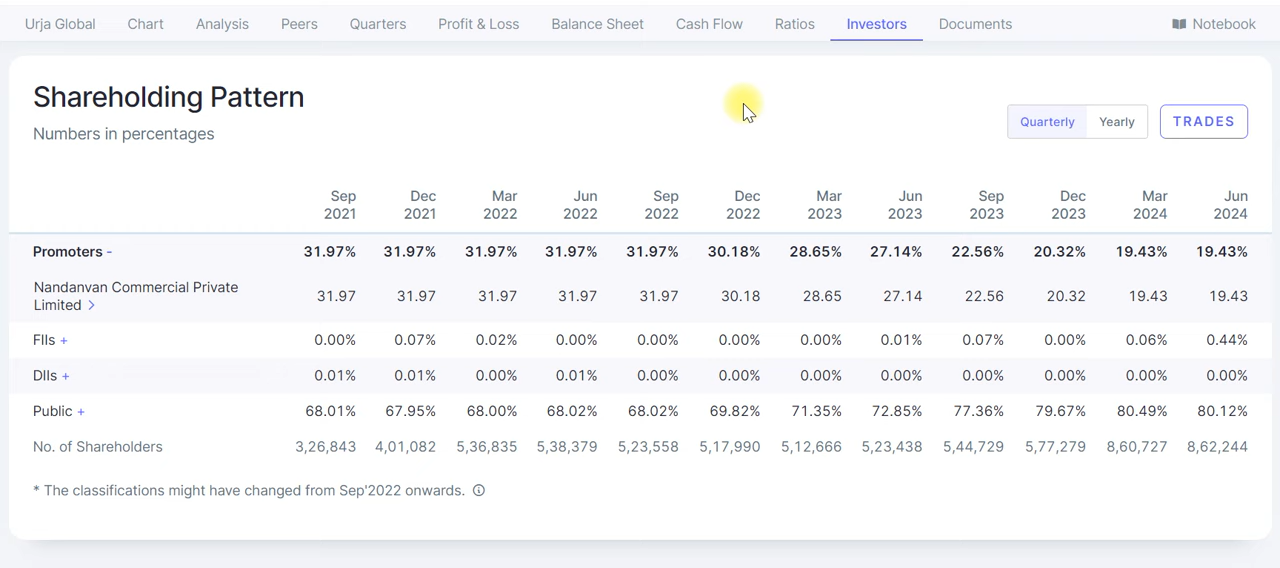 Urja Global Chart Analysis Peers Quarters Profit & Loss Balance Sheet Cash Flow Ratios Investors Documents Notebook
Shareholding Pattern
Numbers in percentages
Quarterly Yearly TRADES
Sep Dec Mar Jun Sep Dec Mar Jun Sep Dec Mar Jun
2021 2021 2022 2022 2022 2022 2023 2023 2023 2023 2024 2024
Promoters - 31.97% 31.97% 31.97% 31.97% 31.97% 30.18% 28.65% 27.14% 22.56% 20.32% 19.43% 19.43%
Nandanvan Commercial Private
Limited > 31.97 31.97 31.97 31.97 31.97 30.18 28.65 27.14 22.56 20.32 19.43 19.43
FIIs + 0.00% 0.07% 0.02% 0.00% 0.00% 0.00% 0.00% 0.01% 0.07% 0.00% 0.06% 0.44%
DIIs + 0.01% 0.01% 0.00% 0.01% 0.00% 0.00% 0.00% 0.00% 0.00% 0.00% 0.00% 0.00%
Public + 68.01% 67.95% 68.00% 68.02% 68.02% 69.82% 71.35% 72.85% 77.36% 79.67% 80.49% 80.12%
No. of Shareholders 3,26,843 4,01,082 5,36,835 5,38,379 5,23,558 5,17,990 5,12,666 5,23,438 5,44,729 5,77,279 8,60,727 8,62,244
* The classifications might have changed from Sep'2022 onwards.